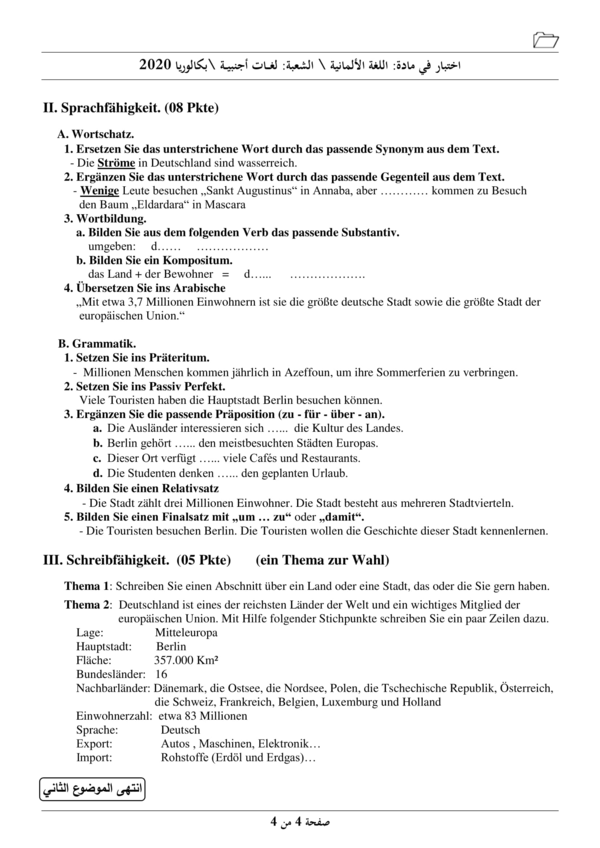 اختبار في مادة: اللغة الألمانية \ الشعبة: لغـات أجنبيـة \بكالوريا 2020
II. Sprachfähigkeit. (08 Pkte)
A. Wortschatz.
1. Ersetzen Sie das unterstrichene Wort durch das passende Synonym aus dem Text.
- Die Ströme in Deutschland sind wasserreich.
2. Ergänzen Sie das unterstrichene Wort durch das passende Gegenteil aus dem Text.
- Wenige Leute besuchen „Sankt Augustinus“ in Annaba, aber ………… kommen zu Besuch
den Baum „Eldardara“ in Mascara
3. Wortbildung.
a. Bilden Sie aus dem folgenden Verb das passende Substantiv.
umgeben: d…… ………………
b. Bilden Sie ein Kompositum.
das Land + der Bewohner = d…... ……………….
4. Übersetzen Sie ins Arabische
„Mit etwa 3,7 Millionen Einwohnern ist sie die größte deutsche Stadt sowie die größte Stadt der
europäischen Union.“
B. Grammatik.
1. Setzen Sie ins Präteritum.
- Millionen Menschen kommen jährlich in Azeffoun, um ihre Sommerferien zu verbringen.
2. Setzen Sie ins Passiv Perfekt.
Viele Touristen haben die Hauptstadt Berlin besuchen können.
3. Ergänzen Sie die passende Präposition (zu - für - über - an).
a. Die Ausländer interessieren sich …... die Kultur des Landes.
b. Berlin gehört …... den meistbesuchten Städten Europas.
c. Dieser Ort verfügt …... viele Cafés und Restaurants.
d. Die Studenten denken …... den geplanten Urlaub.
4. Bilden Sie einen Relativsatz
- Die Stadt zählt drei Millionen Einwohner. Die Stadt besteht aus mehreren Stadtvierteln.
5. Bilden Sie einen Finalsatz mit „um … zu“ oder „damit“.
- Die Touristen besuchen Berlin. Die Touristen wollen die Geschichte dieser Stadt kennenlernen.
III. Schreibfähigkeit. (05 Pkte) (ein Thema zur Wahl)
Thema 1: Schreiben Sie einen Abschnitt über ein Land oder eine Stadt, das oder die Sie gern haben.
Thema 2: Deutschland ist eines der reichsten Länder der Welt und ein wichtiges Mitglied der
europäischen Union. Mit Hilfe folgender Stichpunkte schreiben Sie ein paar Zeilen dazu.
Lage: Mitteleuropa
Hauptstadt: Berlin
Fläche: 357.000 Km²
Bundesländer: 16
Nachbarländer: Dänemark, die Ostsee, die Nordsee, Polen, die Tschechische Republik, Österreich,
die Schweiz, Frankreich, Belgien, Luxemburg und Holland
Einwohnerzahl: etwa 83 Millionen
Sprache: Deutsch
Export: Autos , Maschinen, Elektronik…
Import: Rohstoffe (Erdöl und Erdgas)…
انتهى الموضوع الثاني
صفحة 4 من 4